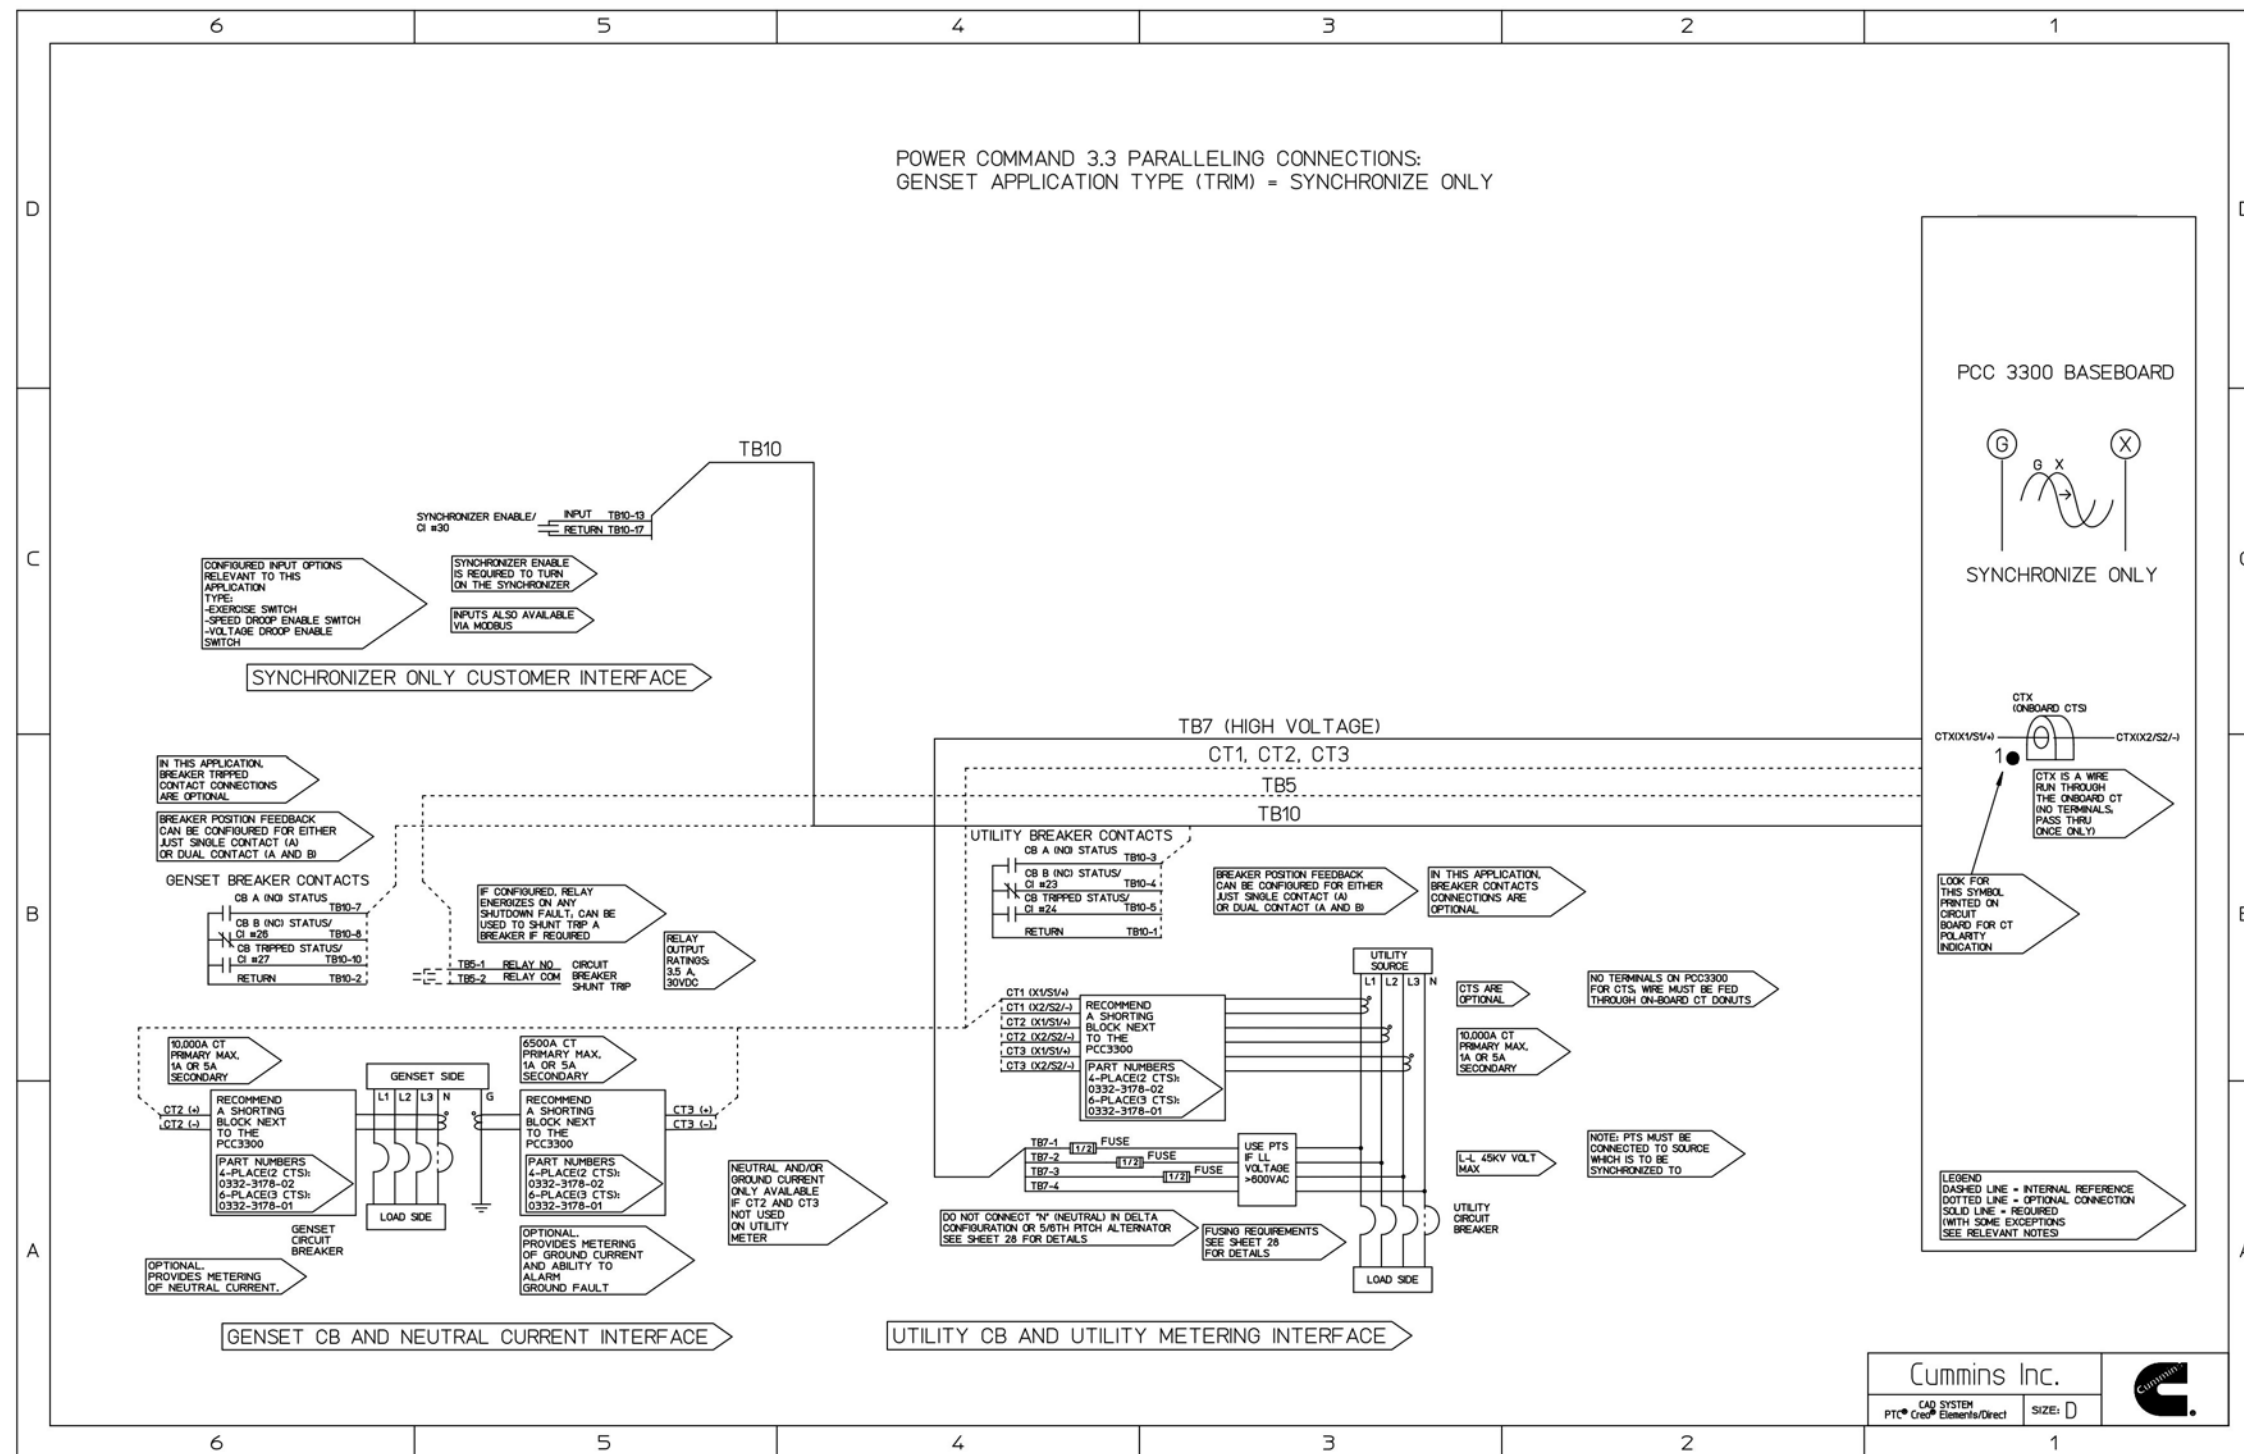 6
5
4
3
2
1
POWER COMMAND 3.3 PARALLELING CONNECTIONS:
GENSET APPLICATION TYPE (TRIM) = SYNCHRONIZE ONLY
D
C
B
A
PCC 3300 BASEBOARD
G
X
G X
SYNCHRONIZE ONLY
TB10
SYNCHRONIZER ENABLE/
CI #30
INPUT TB10-13
RETURN TB10-17
CONFIGURED INPUT OPTIONS
RELEVANT TO THIS
APPLICATION
TYPE:
-EXERCISE SWITCH
-SPEED DROOP ENABLE SWITCH
-VOLTAGE DROOP ENABLE
SWITCH
SYNCHRONIZER ENABLE
IS REQUIRED TO TURN
ON THE SYNCHRONIZER
INPUTS ALSO AVAILABLE
VIA MODBUS
SYNCHRONIZER ONLY CUSTOMER INTERFACE
CTX
(ONBOARD CTS)
CTX(X1/S1/+)
CTX(X2/S2/-)
1
CTX IS A WIRE
RUN THROUGH
THE ONBOARD CT
(NO TERMINALS,
PASS THRU
ONCE ONLY)
LOOK FOR
THIS SYMBOL
PRINTED ON
CIRCUIT
BOARD FOR CT
POLARITY
INDICATION
TB7 (HIGH VOLTAGE)
CT1, CT2, CT3
TB5
TB10
IN THIS APPLICATION,
BREAKER TRIPPED
CONTACT CONNECTIONS
ARE OPTIONAL
BREAKER POSITION FEEDBACK
CAN BE CONFIGURED FOR EITHER
JUST SINGLE CONTACT (A)
OR DUAL CONTACT (A AND B)
GENSET BREAKER CONTACTS
CB A (NO) STATUS
TB10-7
CB B (NC) STATUS/
CI #26 TB10-8
CB TRIPPED STATUS/
CI #27 TB10-10
RETURN TB10-2
IF CONFIGURED, RELAY
ENERGIZES ON ANY
SHUTDOWN FAULT; CAN BE
USED TO SHUNT TRIP A
BREAKER IF REQUIRED
RELAY
OUTPUT
RATINGS:
3.5 A,
30VDC
TB5-1 RELAY NO
TB5-2 RELAY COM
CIRCUIT
BREAKER
SHUNT TRIP
UTILITY BREAKER CONTACTS
CB A (NO) STATUS
TB10-3
CB B (NC) STATUS/
CI #23 TB10-4
CB TRIPPED STATUS/
CI #24 TB10-5
RETURN TB10-1
BREAKER POSITION FEEDBACK
CAN BE CONFIGURED FOR EITHER
JUST SINGLE CONTACT (A)
OR DUAL CONTACT (A AND B)
IN THIS APPLICATION,
BREAKER CONTACTS
CONNECTIONS ARE
OPTIONAL
UTILITY
SOURCE
L1 L2 L3 N
CT1 (X1/S1/+)
CT1 (X2/S2/-)
CT2 (X1/S1/+)
CT2 (X2/S2/-)
CT3 (X1/S1/+)
CT3 (X2/S2/-)
RECOMMEND
A SHORTING
BLOCK NEXT
TO THE
PCC3300
PART NUMBERS
4-PLACE(2 CTS):
0332-3178-02
6-PLACE(3 CTS):
0332-3178-01
CTS ARE
OPTIONAL
NO TERMINALS ON PCC3300
FOR CTS, WIRE MUST BE FED
THROUGH ON-BOARD CT DONUTS
10,000A CT
PRIMARY MAX,
1A OR 5A
SECONDARY
10,000A CT
PRIMARY MAX,
1A OR 5A
SECONDARY
GENSET SIDE
L1 L2 L3 N G
6500A CT
PRIMARY MAX,
1A OR 5A
SECONDARY
CT2 (+)
CT2 (-)
RECOMMEND
A SHORTING
BLOCK NEXT
TO THE
PCC3300
PART NUMBERS
4-PLACE(2 CTS):
0332-3178-02
6-PLACE(3 CTS):
0332-3178-01
RECOMMEND
A SHORTING
BLOCK NEXT
TO THE
PCC3300
PART NUMBERS
4-PLACE(2 CTS):
0332-3178-02
6-PLACE(3 CTS):
0332-3178-01
CT3 (+)
CT3 (-)
LOAD SIDE
GENSET
CIRCUIT
BREAKER
OPTIONAL.
PROVIDES METERING
OF NEUTRAL CURRENT.
OPTIONAL.
PROVIDES METERING
OF GROUND CURRENT
AND ABILITY TO
ALARM
GROUND FAULT
NEUTRAL AND/OR
GROUND CURRENT
ONLY AVAILABLE
IF CT2 AND CT3
NOT USED
ON UTILITY
METER
TB7-1 [1/2] FUSE
TB7-2 [1/2] FUSE
TB7-3 [1/2] FUSE
TB7-4
USE PTS
IF LL
VOLTAGE
>600VAC
L-L 45KV VOLT
MAX
NOTE: PTS MUST BE
CONNECTED TO SOURCE
WHICH IS TO BE
SYNCHRONIZED TO
DO NOT CONNECT "N" (NEUTRAL) IN DELTA
CONFIGURATION OR 5/6TH PITCH ALTERNATOR
SEE SHEET 28 FOR DETAILS
FUSING REQUIREMENTS
SEE SHEET 28
FOR DETAILS
UTILITY
CIRCUIT
BREAKER
LOAD SIDE
LEGEND
DASHED LINE = INTERNAL REFERENCE
DOTTED LINE = OPTIONAL CONNECTION
SOLID LINE = REQUIRED
(WITH SOME EXCEPTIONS
SEE RELEVANT NOTES)
GENSET CB AND NEUTRAL CURRENT INTERFACE
UTILITY CB AND UTILITY METERING INTERFACE
Cummins Inc.
CAD SYSTEM
PTC® Creo® Elements/Direct
SIZE: D
Cummins
6
5
4
3
2
1